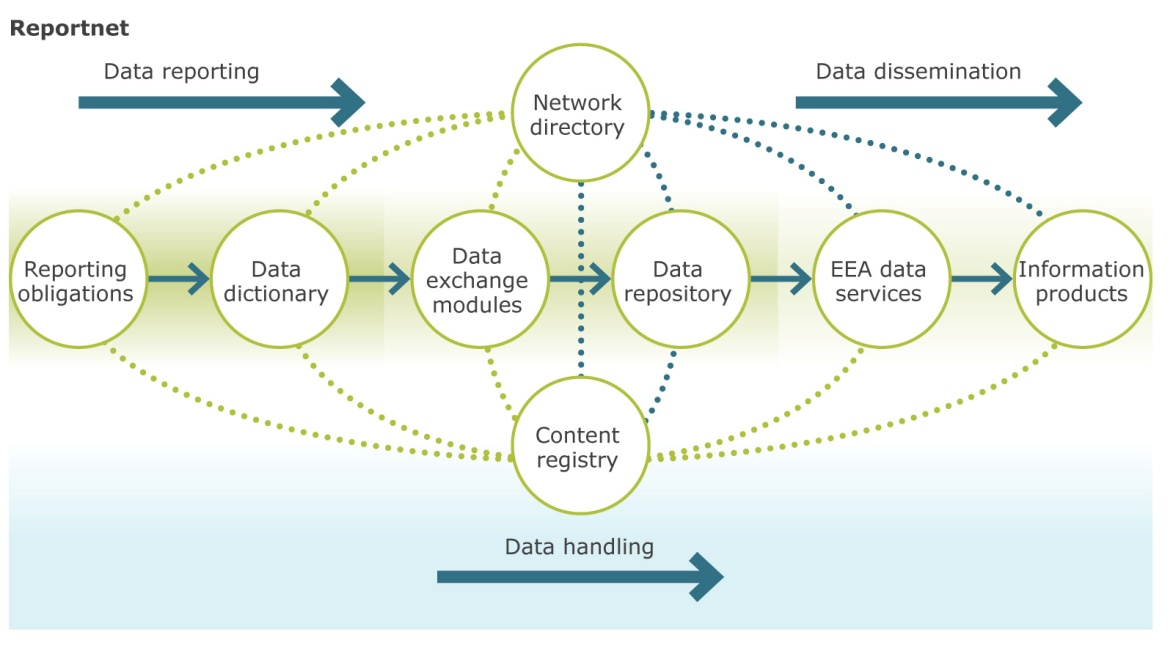 Reportnet
Data reporting
Data dissemination
Network
directory
Reporting
obligations
Data
dictionary
Data
exchange
modules
Data
repository
EEA data
services
Information
products
Content
registry
Data handling